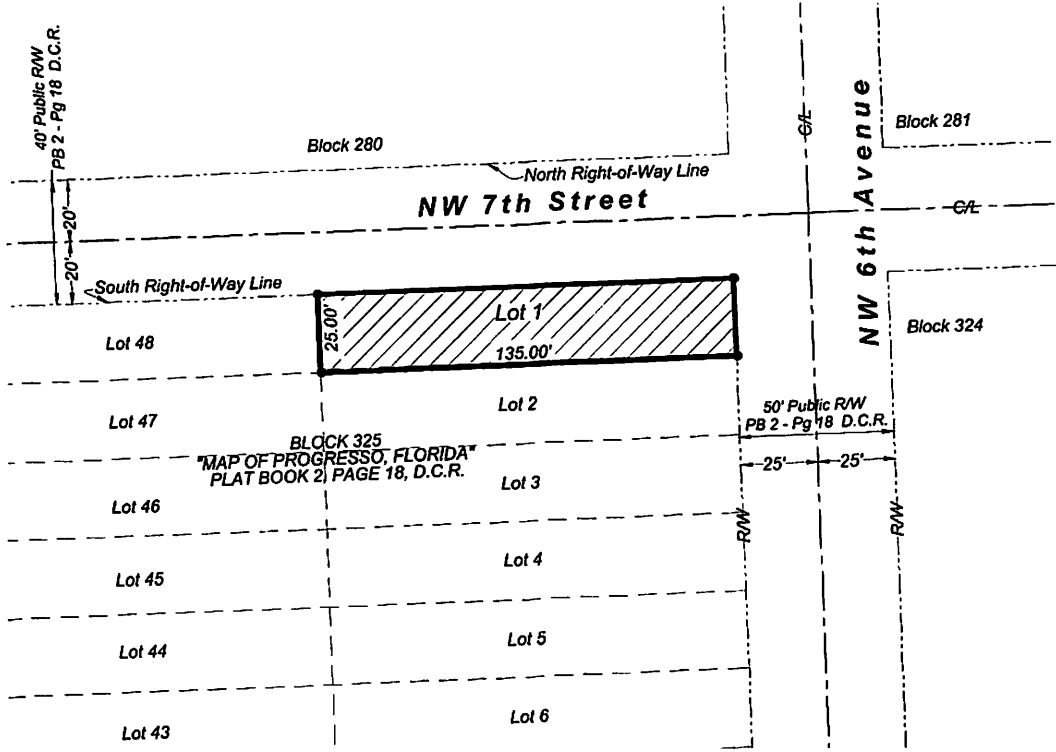 40' Public R/W
PB 2 - Pg 18 D.C.R.
20'
20'
Block 280
North Right-of-Way Line
NW 7th Street
C/L
NW 6th Avenue
Block 281
C/L
South Right-of-Way Line
Lot 48
25.00'
Lot 1
135.00'
Block 324
Lot 47
Lot 2
50' Public R/W
PB 2 - Pg 18 D.C.R.
25'
25'
BLOCK 325
"MAP OF PROGRESSO, FLORIDA"
PLAT BOOK 2, PAGE 18, D.C.R.
Lot 46
Lot 3
R/W
R/W
Lot 45
Lot 4
Lot 44
Lot 5
Lot 43
Lot 6